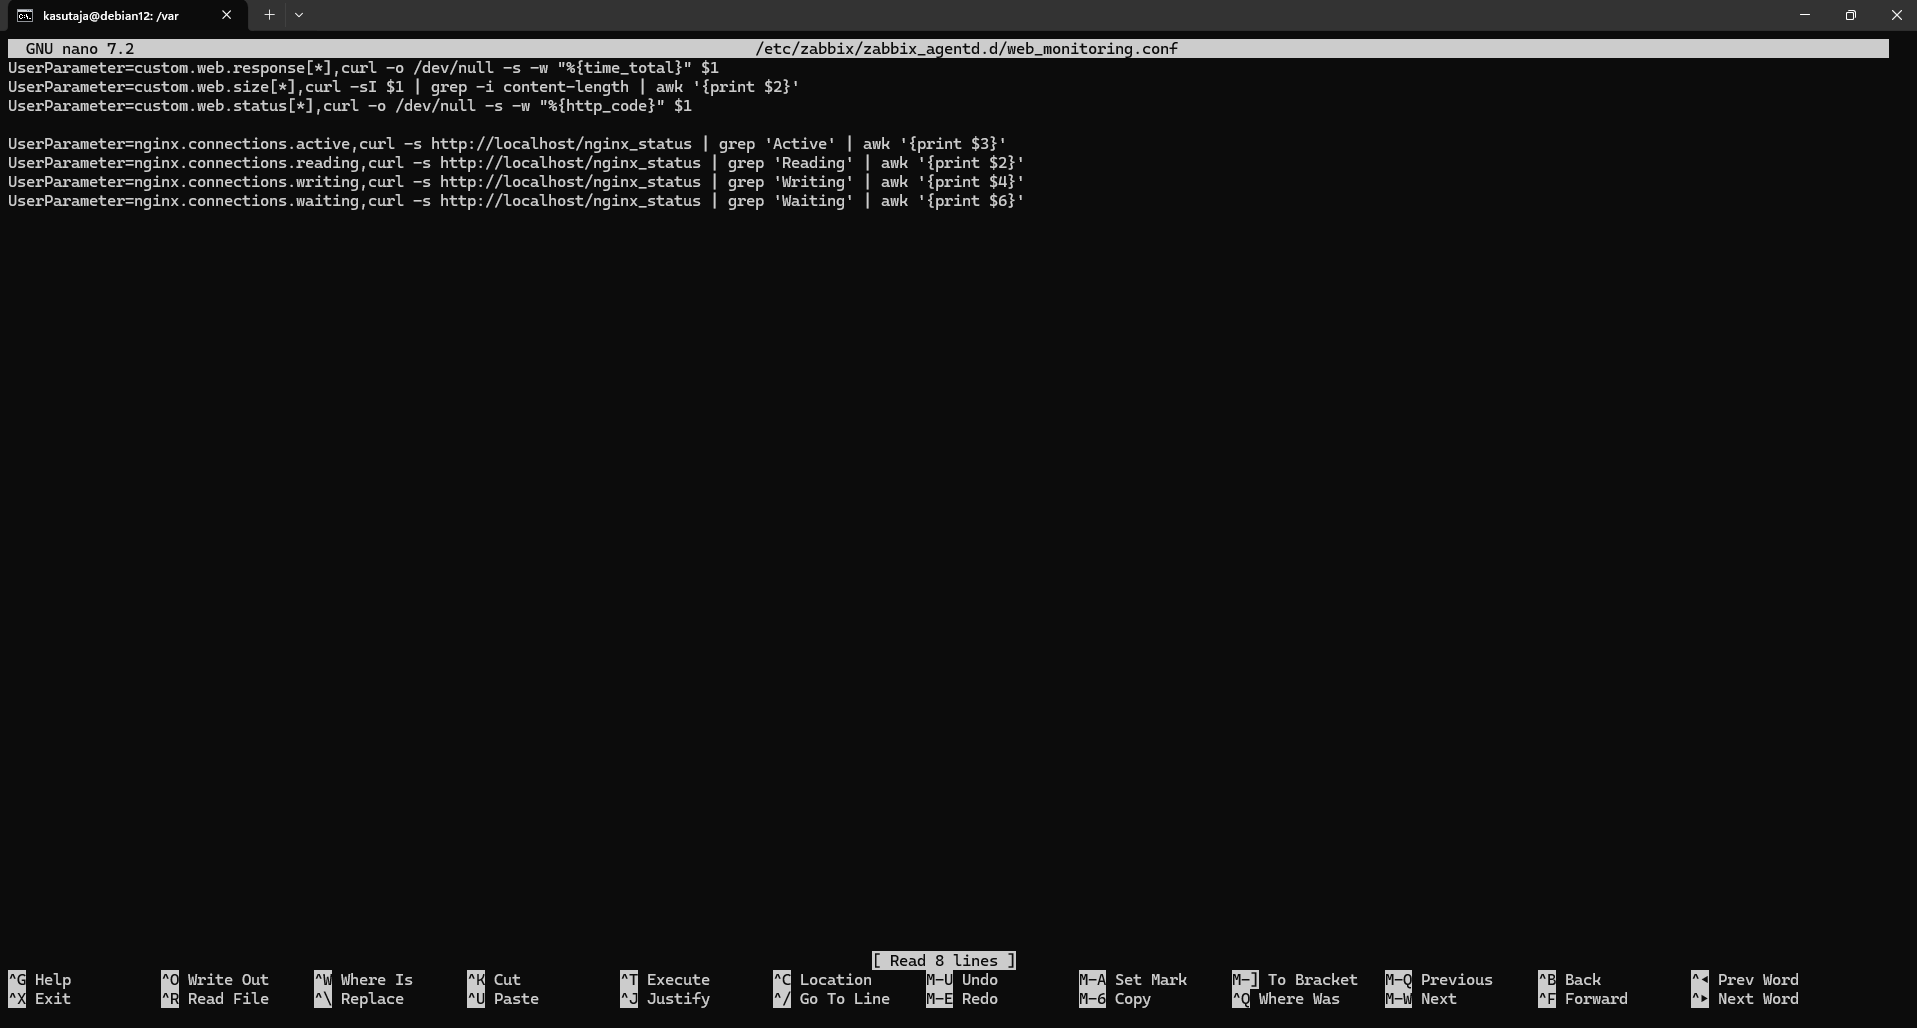 kasutaja@debian12: /var
GNU nano 7.2 /etc/zabbix/zabbix_agentd.d/web_monitoring.conf
UserParameter=custom.web.response[*],curl -o /dev/null -s -w "%{time_total}" $1
UserParameter=custom.web.size[*],curl -sI $1 | grep -i content-length | awk '{print $2}'
UserParameter=custom.web.status[*],curl -o /dev/null -s -w "%{http_code}" $1
UserParameter=nginx.connections.active,curl -s http://localhost/nginx_status | grep 'Active' | awk '{print $3}'
UserParameter=nginx.connections.reading,curl -s http://localhost/nginx_status | grep 'Reading' | awk '{print $2}'
UserParameter=nginx.connections.writing,curl -s http://localhost/nginx_status | grep 'Writing' | awk '{print $4}'
UserParameter=nginx.connections.waiting,curl -s http://localhost/nginx_status | grep 'Waiting' | awk '{print $6}'
[ Read 8 lines ]
^G Help ^O Write Out ^W Where Is ^K Cut ^T Execute ^C Location M-U Undo M-A Set Mark M-] To Bracket M-Q Previous ^B Back ^◂ Prev Word
^X Exit ^R Read File ^\ Replace ^U Paste ^J Justify ^/ Go To Line M-E Redo M-6 Copy ^Q Where Was M-W Next ^F Forward ^▸ Next Word